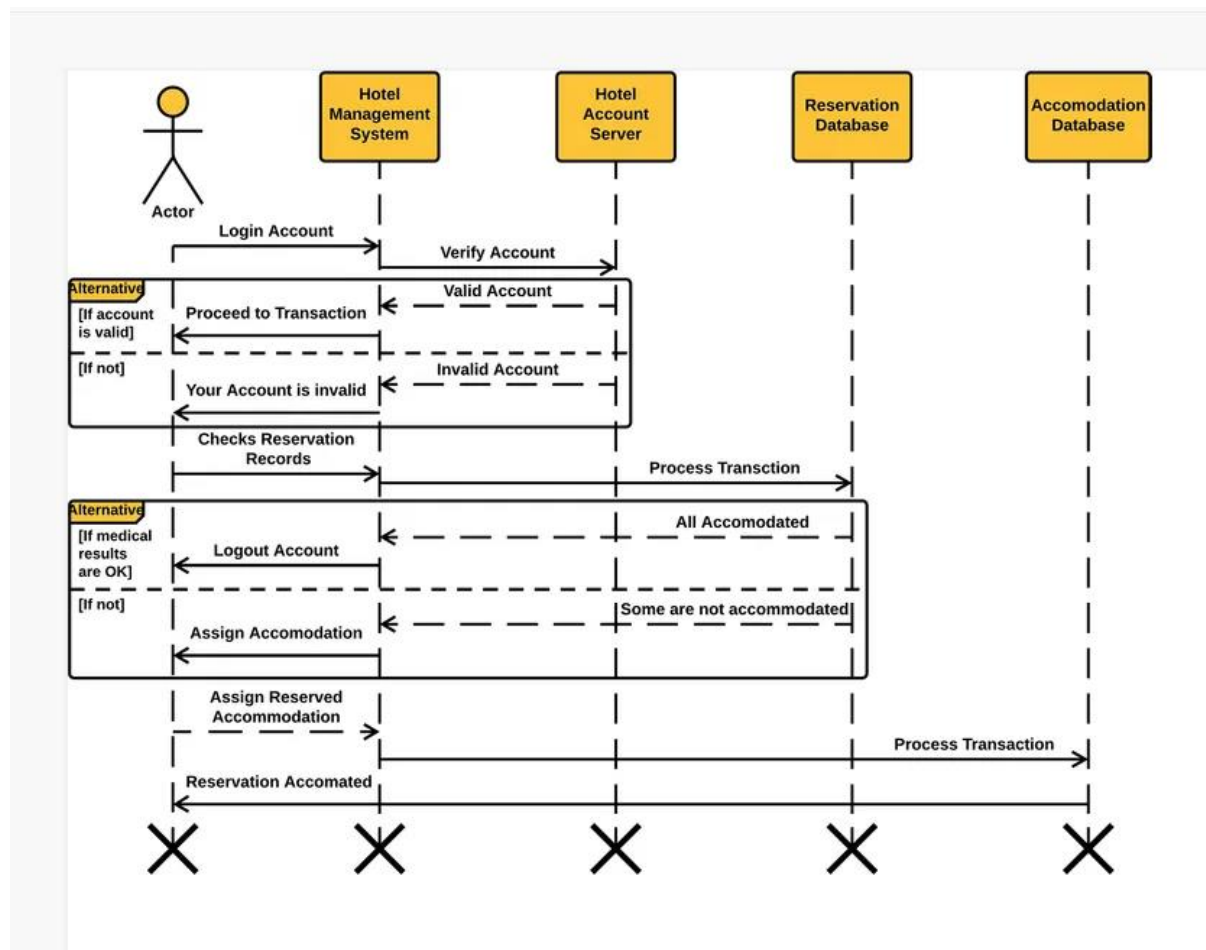 Hotel
Management
System
Hotel
Account
Server
Reservation
Database
Accomodation
Database
Actor
Login Account
Verify Account
Alternative
[If account
is valid]
Valid Account
Proceed to Transaction
[If not]
Invalid Account
Your Account is invalid
Checks Reservation
Records
Process Transction
Alternative
[If medical
results
are OK]
All Accomodated
Logout Account
[If not]
Some are not accommodated
Assign Accomodation
Assign Reserved
Accommodation
Process Transaction
Reservation Accomated